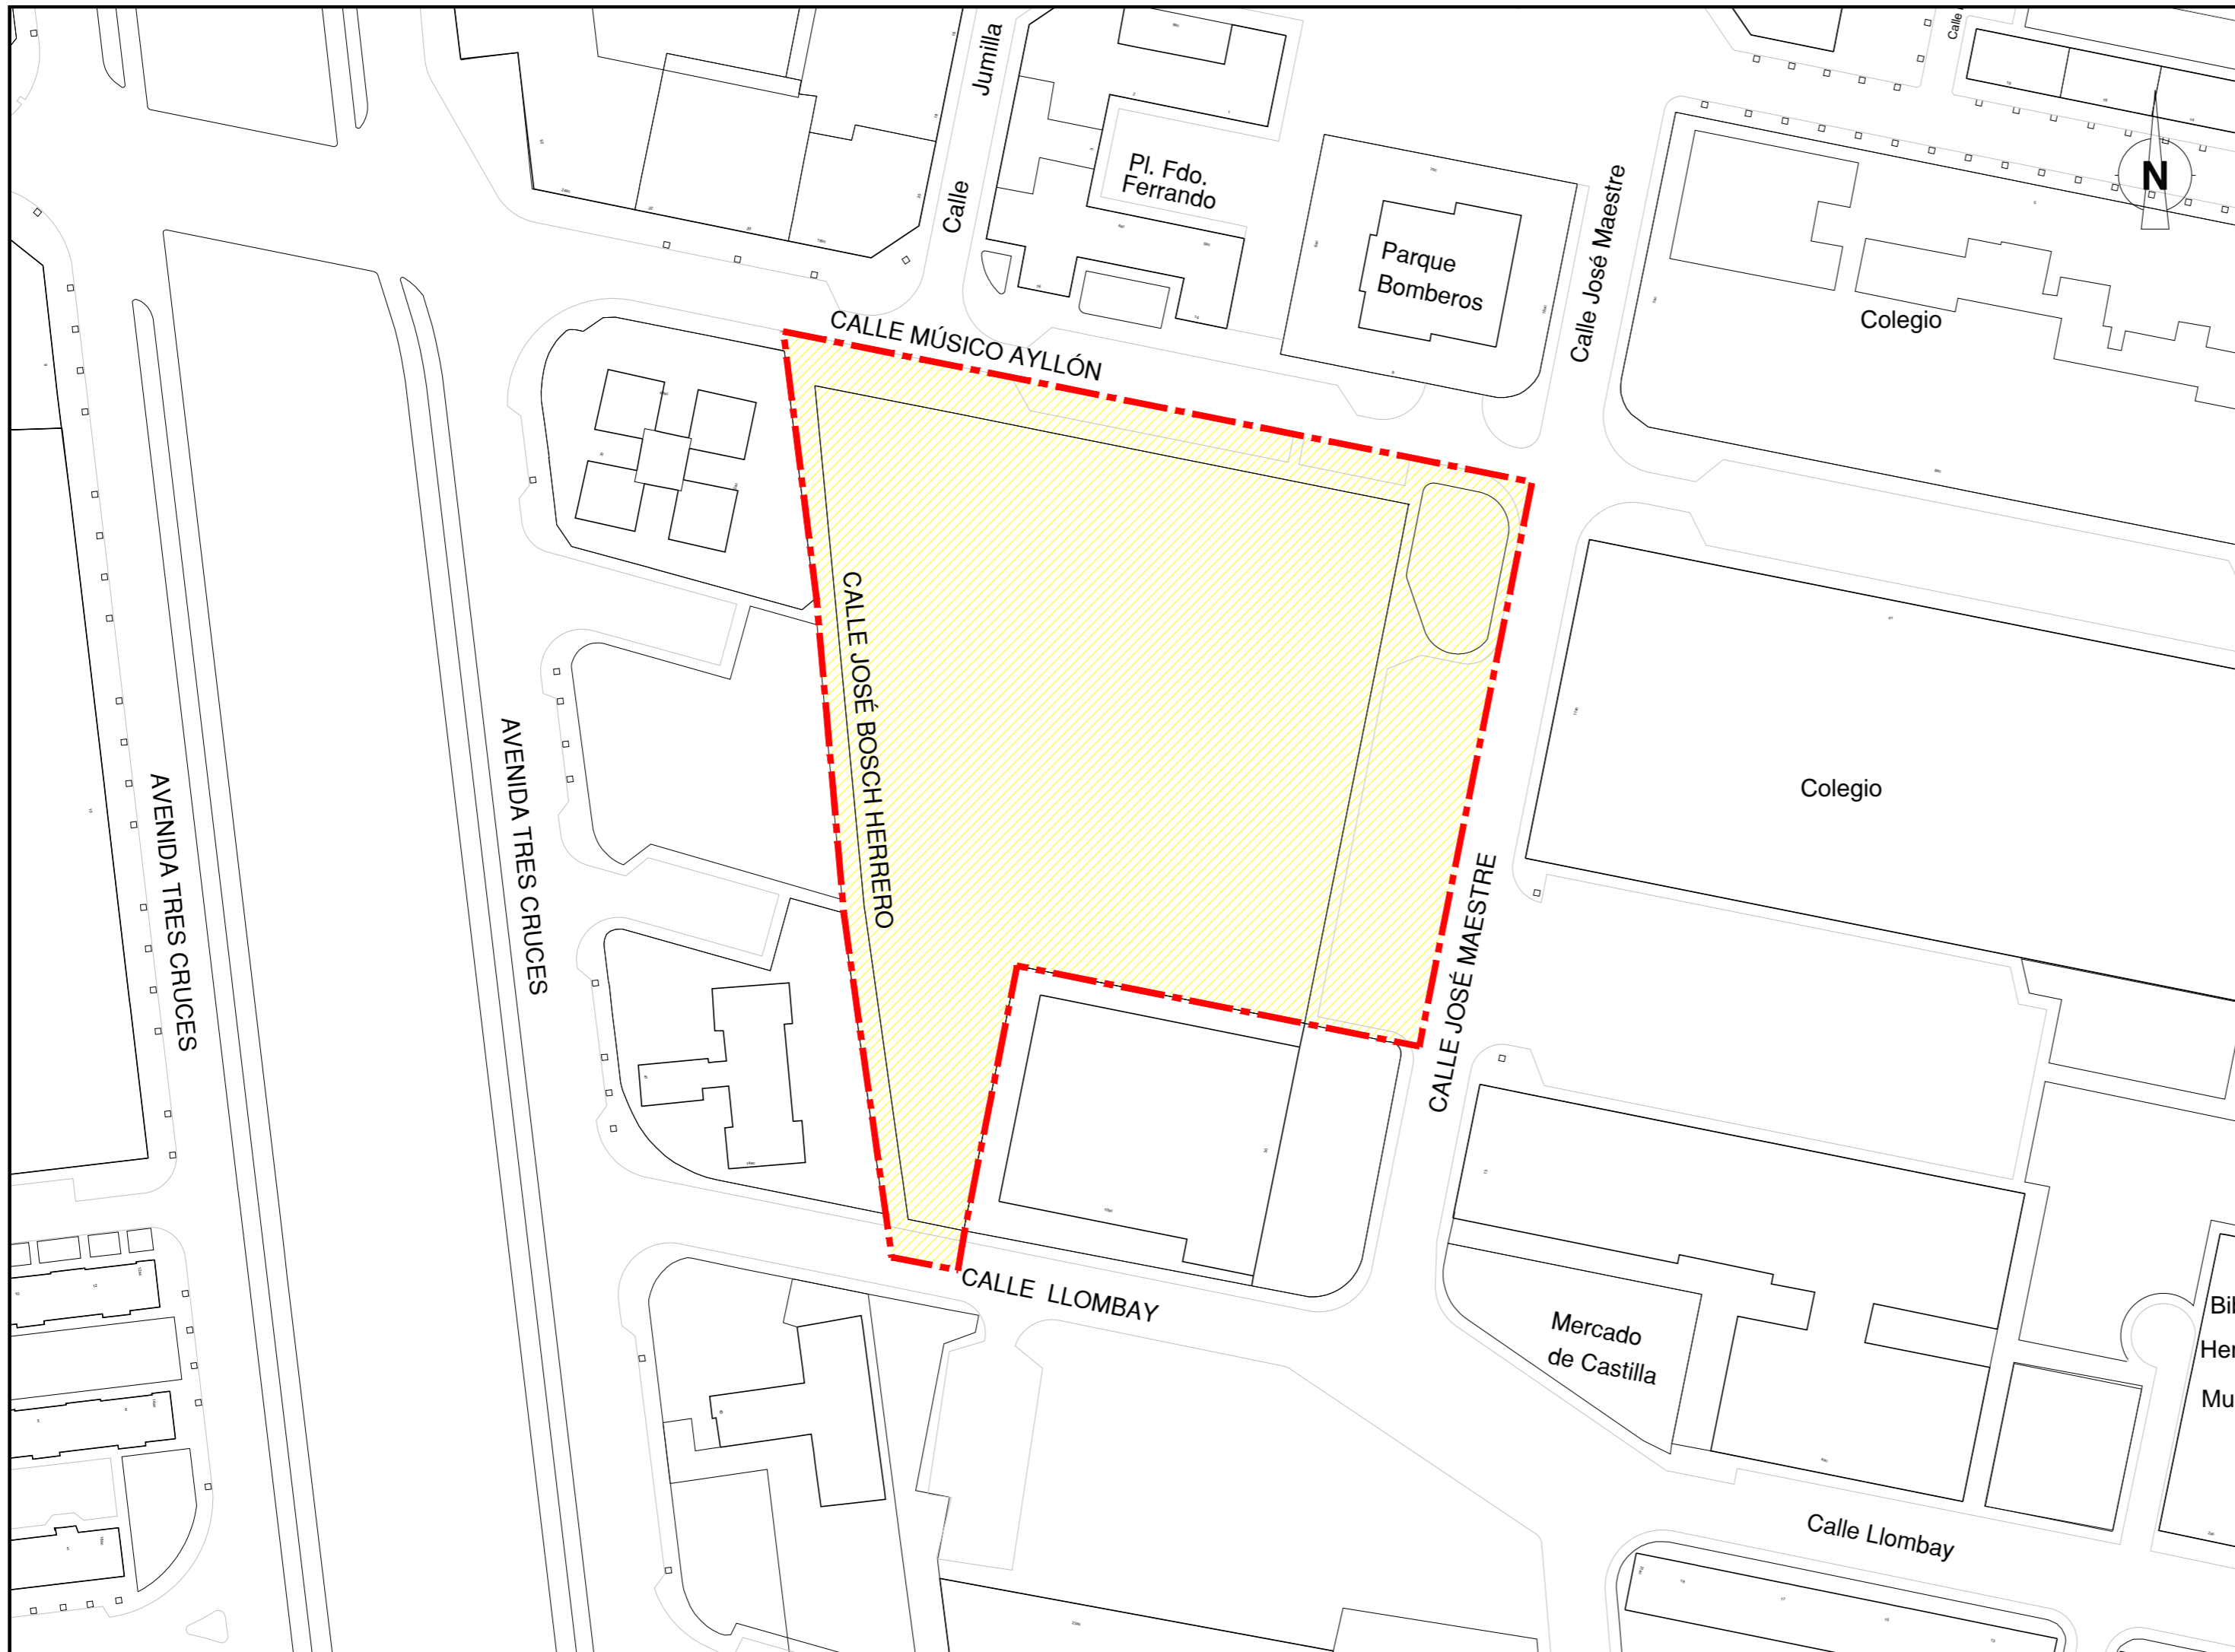 Jumilla
Calle
Pl. Fdo.
Ferrando
Parque
Bomberos
Calle José Maestre
Calle
N
Colegio
CALLE MÚSICO AYLLÓN
CALLE JOSÉ BOSCH HERRERO
AVENIDA TRES CRUCES
AVENIDA TRES CRUCES
Colegio
CALLE JOSÉ MAESTRE
CALLE LLOMBAY
Mercado
de Castilla
Calle Llombay